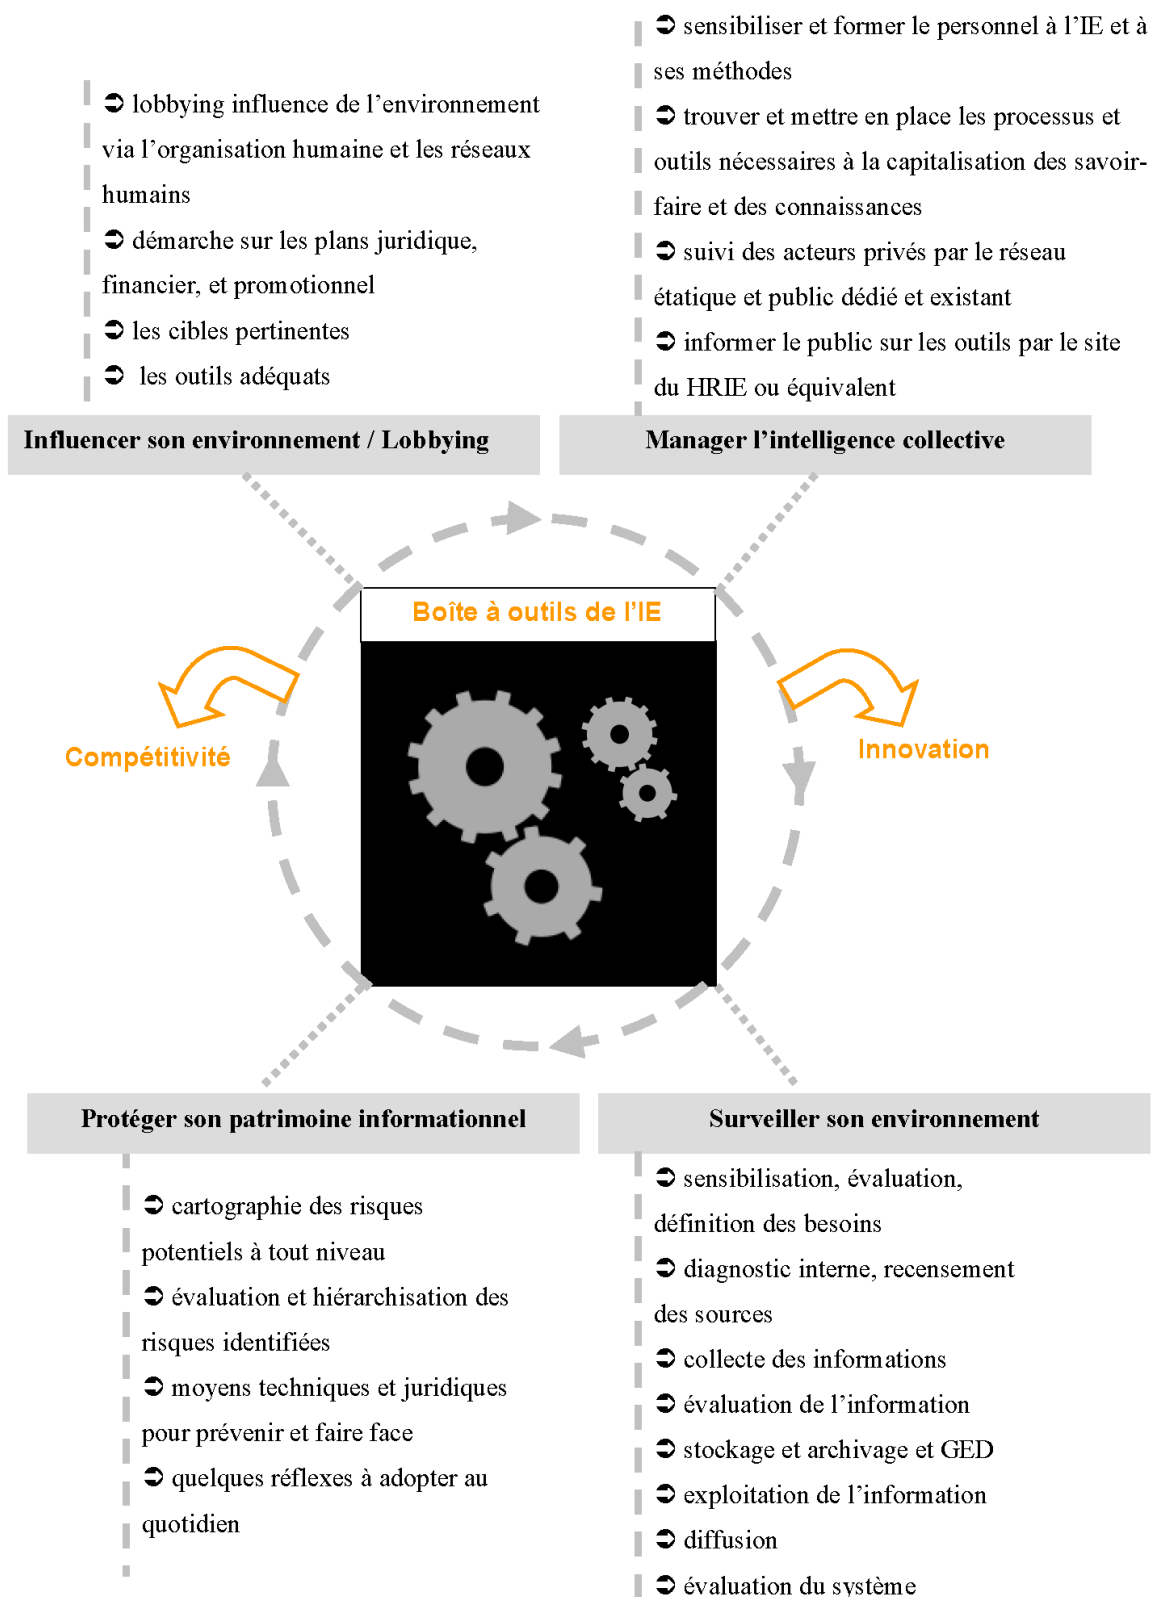 ➲ lobbying influence de l’environnement
via l’organisation humaine et les réseaux
humains
➲ démarche sur les plans juridique,
financier, et promotionnel
➲ les cibles pertinentes
➲ les outils adéquats
Influencer son environnement / Lobbying
➲ sensibiliser et former le personnel à l’IE et à
ses méthodes
➲ trouver et mettre en place les processus et
outils nécessaires à la capitalisation des savoir-
faire et des connaissances
➲ suivi des acteurs privés par le réseau
étatique et public dédié et existant
➲ informer le public sur les outils par le site
du HRIE ou équivalent
Manager l’intelligence collective
Boîte à outils de l’IE
Compétitivité
Innovation
Protéger son patrimoine informationnel
➲ cartographie des risques
potentiels à tout niveau
➲ évaluation et hiérarchisation des
risques identifiées
➲ moyens techniques et juridiques
pour prévenir et faire face
➲ quelques réflexes à adopter au
quotidien
Surveiller son environnement
➲ sensibilisation, évaluation,
définition des besoins
➲ diagnostic interne, recensement
des sources
➲ collecte des informations
➲ évaluation de l’information
➲ stockage et archivage et GED
➲ exploitation de l’information
➲ diffusion
➲ évaluation du système